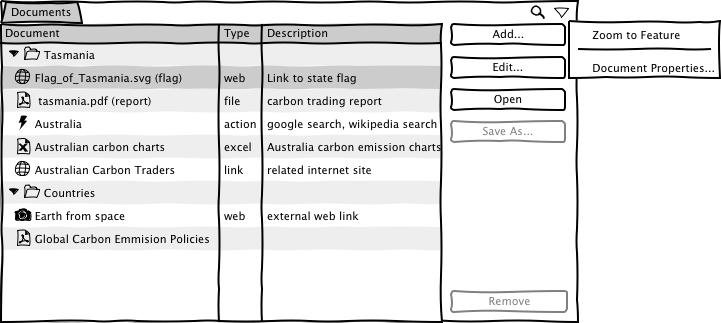 Documents
Document Type Description
Tasmania
Flag_of_Tasmania.svg (flag) web Link to state flag
tasmania.pdf (report) file carbon trading report
Australia action google search, wikipedia search
Australian carbon charts excel Australia carbon emission charts
Australian Carbon Traders link related internet site
Countries
Earth from space web external web link
Global Carbon Emmision Policies
Add...
Edit...
Open
Save As...
Remove
Zoom to Feature
Document Properties...